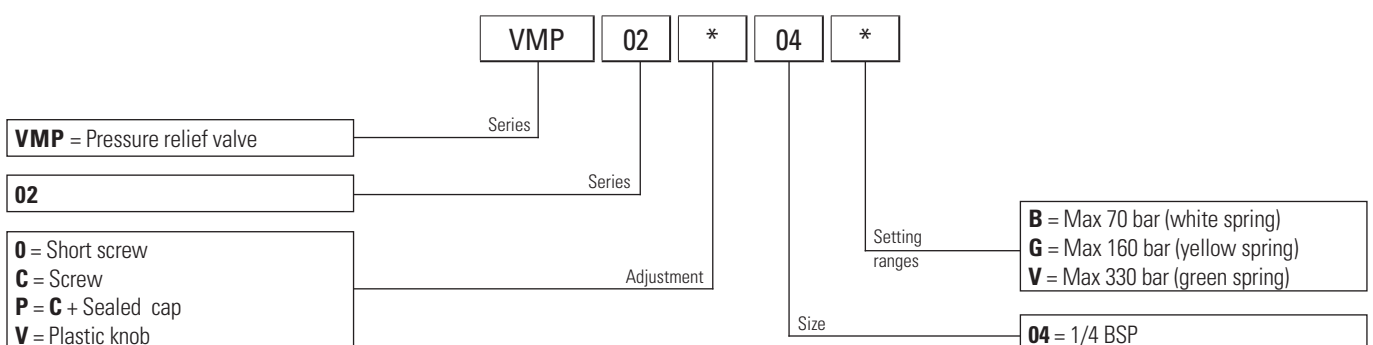 VMP 02 * 04 *
Series
VMP = Pressure relief valve
Series
02
0 = Short screw
C = Screw
P = C + Sealed cap
V = Plastic knob
Adjustment
Setting
ranges
B = Max 70 bar (white spring)
G = Max 160 bar (yellow spring)
V = Max 330 bar (green spring)
Size
04 = 1/4 BSP